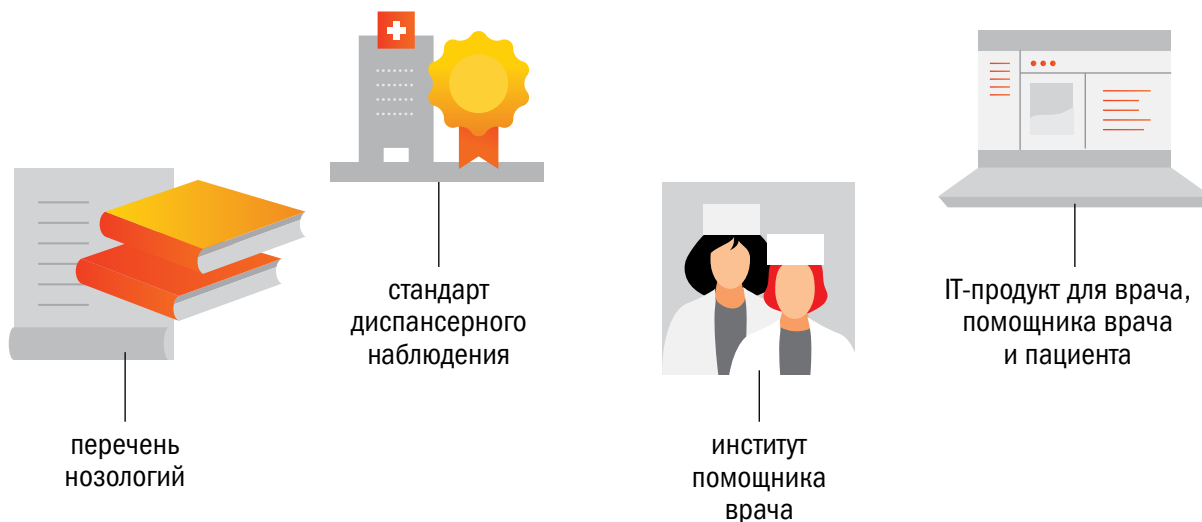 перечень
нозологий
стандарт
диспансерного
наблюдения
институт
помощника
врача
IT-продукт для врача,
помощника врача
и пациента